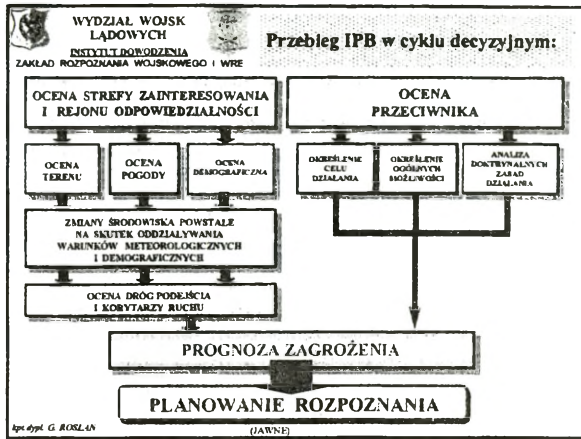 WYDZIAŁ WOJSK
LĄDOWYCH
INSTYTUT DOWODZENIA
ZAKŁAD ROZPOZNANIA WOJSKOWEGO I WRE
Przebieg IPB w cyklu decyzyjnym:
OCENA STREFY ZAINTERESOWANIA
I REJONU ODPOWIEDZIALNOŚCI
OCENA
PRZECIWNIKA
OCENA
TERENU
OCENA
POGODY
OCENA
DEMOGRAFICZNA
OKREŚLENIE
CELU
DZIAŁANIA
OKREŚLENIE
OGÓLNYCH
MOŻLIWOŚCI
ANALIZA
DOKTRYNALNYCH
ZASAD
DZIAŁANIA
ZMIANY ŚRODOWISKA POWSTAŁE
NA SKUTEK ODDZIAŁYWANIA
WARUNKÓW METEOROLOGICZNYCH
I DEMOGRAFICZNYCH
OCENA DRÓG PODEJŚCIA
I KORYTARZY RUCHU
PROGNOZA ZAGROŻENIA
PLANOWANIE ROZPOZNANIA
kpt. dypl. G. ROSŁAN
(JAWNE)